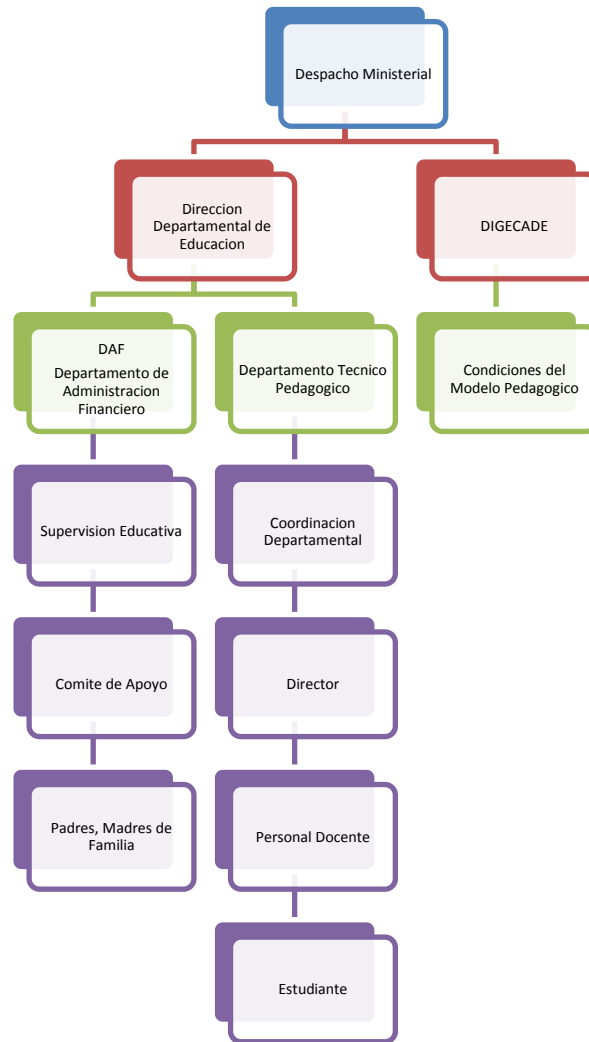 Despacho Ministerial
Direccion
Departamental de
Educacion
DIGECADE
DAF
Departamento de
Administracion
Financiero
Departamento Tecnico
Pedagogico
Condiciones del
Modelo Pedagogico
Supervision Educativa
Coordinacion
Departamental
Comite de Apoyo
Director
Padres, Madres de
Familia
Personal Docente
Estudiante